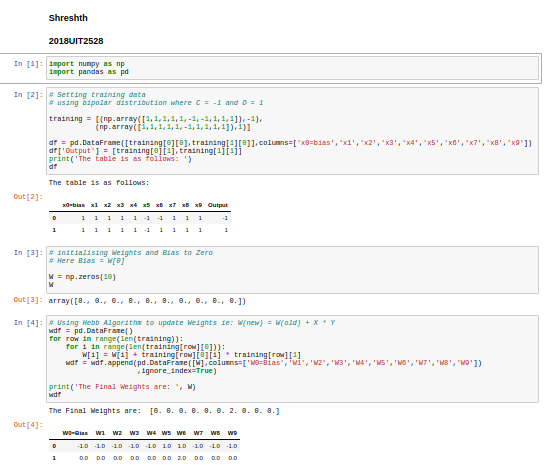 Shreshth
2018UIT2528
In [1]: import numpy as np
import pandas as pd
In [2]: # Setting training data
# using bipolar distribution where C = -1 and O = 1
training = [(np.array([1,1,1,1,1,-1,-1,1,1,1]),-1),
(np.array([1,1,1,1,1,-1,1,1,1,1]),1)]
df = pd.DataFrame([training[0][0],training[1][0]],columns=['x0=bias','x1','x2','x3','x4','x5','x6','x7','x8','x9'])
df['Output'] = [training[0][1],training[1][1]]
print('The table is as follows: ')
df
The table is as follows:
Out[2]:
x0=bias x1 x2 x3 x4 x5 x6 x7 x8 x9 Output
0 1 1 1 1 1 -1 -1 1 1 1 -1
1 1 1 1 1 1 -1 1 1 1 1 1
In [3]: # initialising Weights and Bias to Zero
# Here Bias = W[0]
W = np.zeros(10)
W
Out[3]: array([0., 0., 0., 0., 0., 0., 0., 0., 0., 0.])
In [4]: # Using Hebb Algorithm to update Weights ie: W(new) = W(old) + X * Y
wdf = pd.DataFrame()
for row in range(len(training)):
for i in range(len(training[row][0])):
W[i] = W[i] + training[row][0][i] * training[row][1]
wdf = wdf.append(pd.DataFrame([W],columns=['W0=Bias','W1','W2','W3','W4','W5','W6','W7','W8','W9'])
,ignore_index=True)
print('The Final Weights are: ', W)
wdf
The Final Weights are:  [0. 0. 0. 0. 0. 0. 2. 0. 0. 0.]
Out[4]:
W0=Bias W1 W2 W3 W4 W5 W6 W7 W8 W9
0 -1.0 -1.0 -1.0 -1.0 -1.0 1.0 1.0 -1.0 -1.0 -1.0
1 0.0 0.0 0.0 0.0 0.0 0.0 2.0 0.0 0.0 0.0